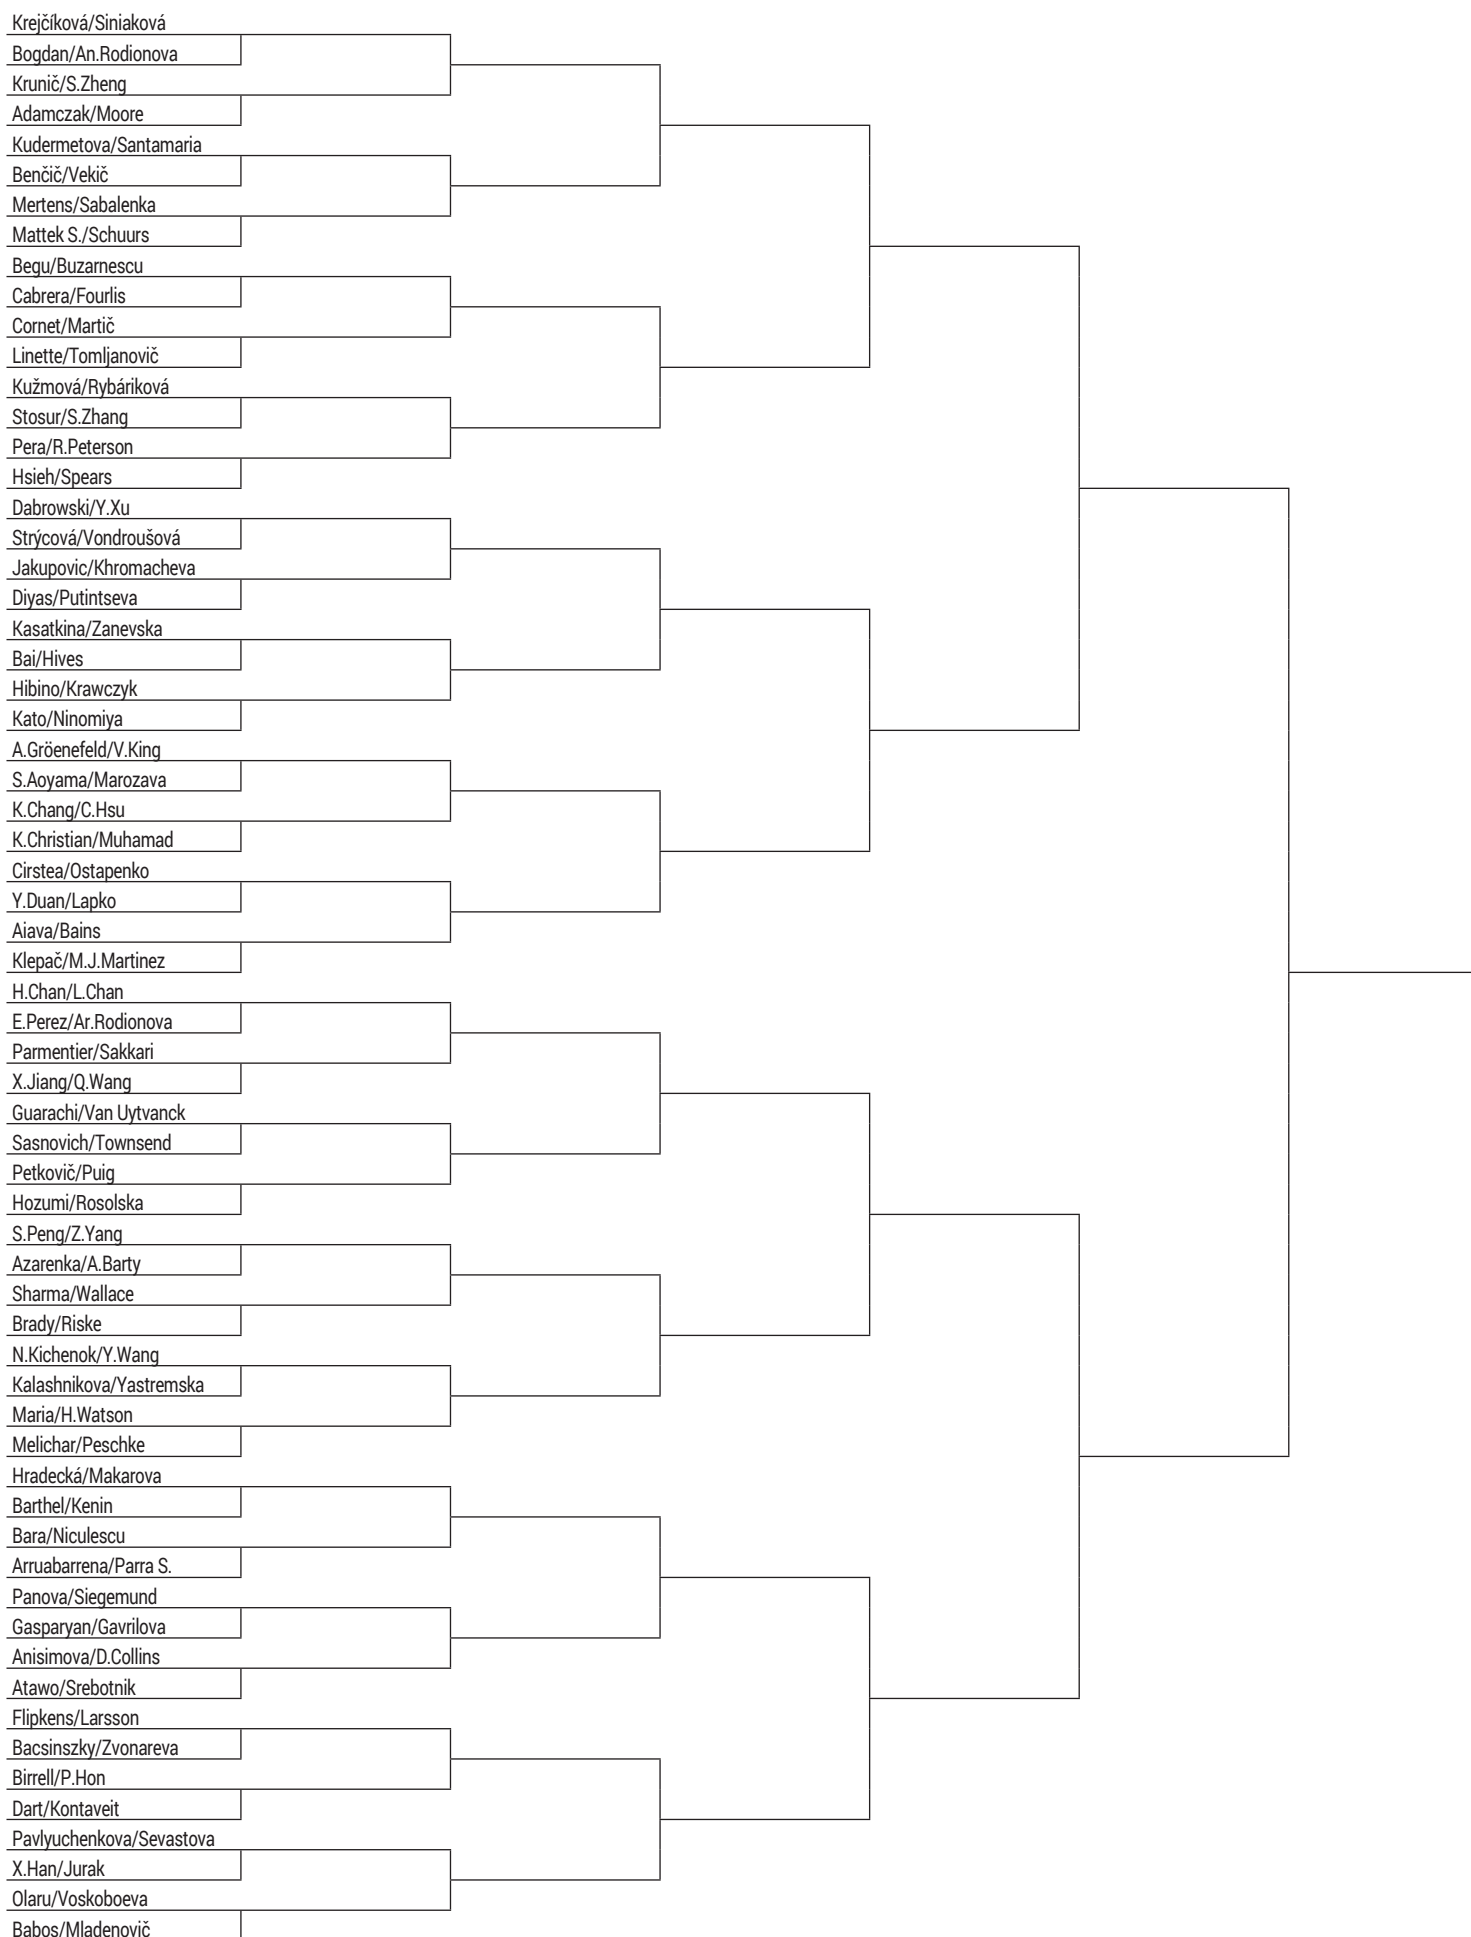 Krejčíková/Siniaková
Bogdan/An.Rodionova
Krunič/S.Zheng
Adamczak/Moore
Kudermetova/Santamaria
Benčič/Vekič
Mertens/Sabalenka
Mattek S./Schuurs
Begu/Buzarnescu
Cabrera/Fourlis
Cornet/Martič
Linette/Tomljanovič
Kužmová/Rybáriková
Stosur/S.Zhang
Pera/R.Peterson
Hsieh/Spears
Dabrowski/Y.Xu
Strýcová/Vondroušová
Jakupovic/Khromacheva
Diyas/Putintseva
Kasatkina/Zanevska
Bai/Hives
Hibino/Krawczyk
Kato/Ninomiya
A.Gröenefeld/V.King
S.Aoyama/Marozava
K.Chang/C.Hsu
K.Christian/Muhamad
Cirstea/Ostapenko
Y.Duan/Lapko
Aiava/Bains
Klepač/M.J.Martinez
H.Chan/L.Chan
E.Perez/Ar.Rodionova
Parmentier/Sakkari
X.Jiang/Q.Wang
Guarachi/Van Uytvanck
Sasnovich/Townsend
Petkovič/Puig
Hozumi/Rosolska
S.Peng/Z.Yang
Azarenka/A.Barty
Sharma/Wallace
Brady/Riske
N.Kichenok/Y.Wang
Kalashnikova/Yastremska
Maria/H.Watson
Melichar/Peschke
Hradecká/Makarova
Barthel/Kenin
Bara/Niculescu
Arruabarrena/Parra S.
Panova/Siegemund
Gasparyan/Gavrilova
Anisimova/D.Collins
Atawo/Srebotnik
Flipkens/Larsson
Bacsinszky/Zvonareva
Birrell/P.Hon
Dart/Kontaveit
Pavlyuchenkova/Sevastova
X.Han/Jurak
Olaru/Voskoboeva
Babos/Mladenovič